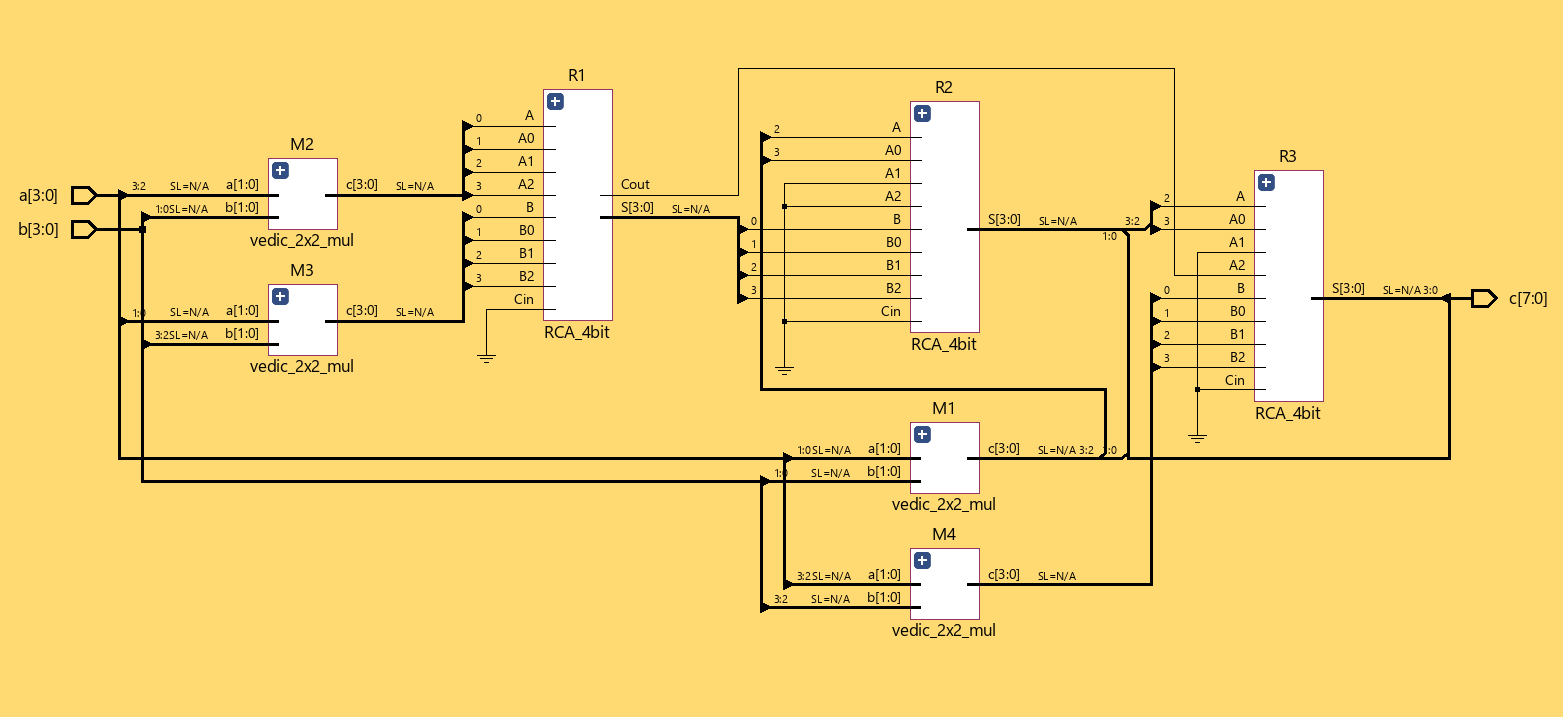 R1
R2
R3
M2
M3
M1
M4
a[3:0]
b[3:0]
3:2 SL=N/A a[1:0]
1:0 SL=N/A b[1:0]
c[3:0] SL=N/A
vedic_2x2_mul
1:0 SL=N/A a[1:0]
3:2 SL=N/A b[1:0]
c[3:0] SL=N/A
vedic_2x2_mul
0 A
1 A0
2 A1
3 A2
0 B
1 B0
2 B1
3 B2
Cin
Cout
S[3:0] SL=N/A
RCA_4bit
2 A
3 A0
A1
A2
0 B
1 B0
2 B1
3 B2
Cin
S[3:0] SL=N/A 3:2
1:0
RCA_4bit
1:0 SL=N/A a[1:0]
1:0 SL=N/A b[1:0]
c[3:0] SL=N/A 3:2 1:0
vedic_2x2_mul
3:2 SL=N/A a[1:0]
3:2 SL=N/A b[1:0]
c[3:0] SL=N/A
vedic_2x2_mul
2 A
3 A0
A1
A2
0 B
1 B0
2 B1
3 B2
Cin
S[3:0] SL=N/A 3:0
RCA_4bit
c[7:0]